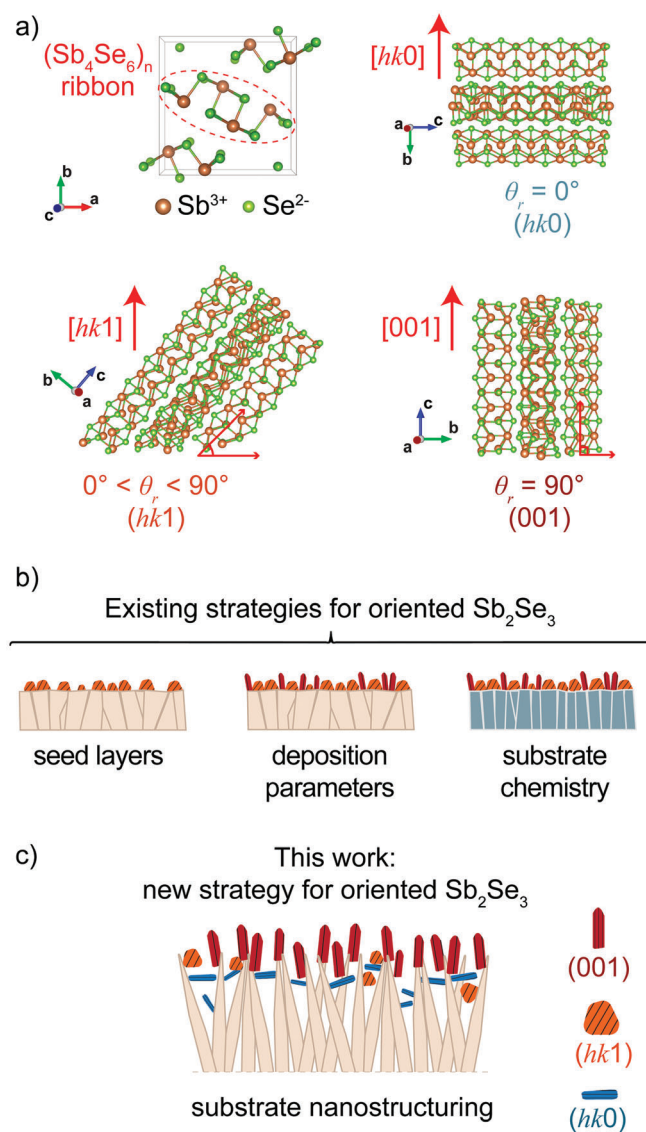 a)
(Sb₄Se₆)ₙ
ribbon
b
c
a
Sb³⁺
Se²⁻
[hk0]
a
c
b
θᵣ = 0°
(hk0)
[hk1]
b
c
a
0° < θᵣ < 90°
(hk1)
[001]
c
a
b
θᵣ = 90°
(001)
b)
Existing strategies for oriented Sb₂Se₃
seed layers
deposition
parameters
substrate
chemistry
c)
This work:
new strategy for oriented Sb₂Se₃
substrate nanostructuring
(001)
(hk1)
(hk0)